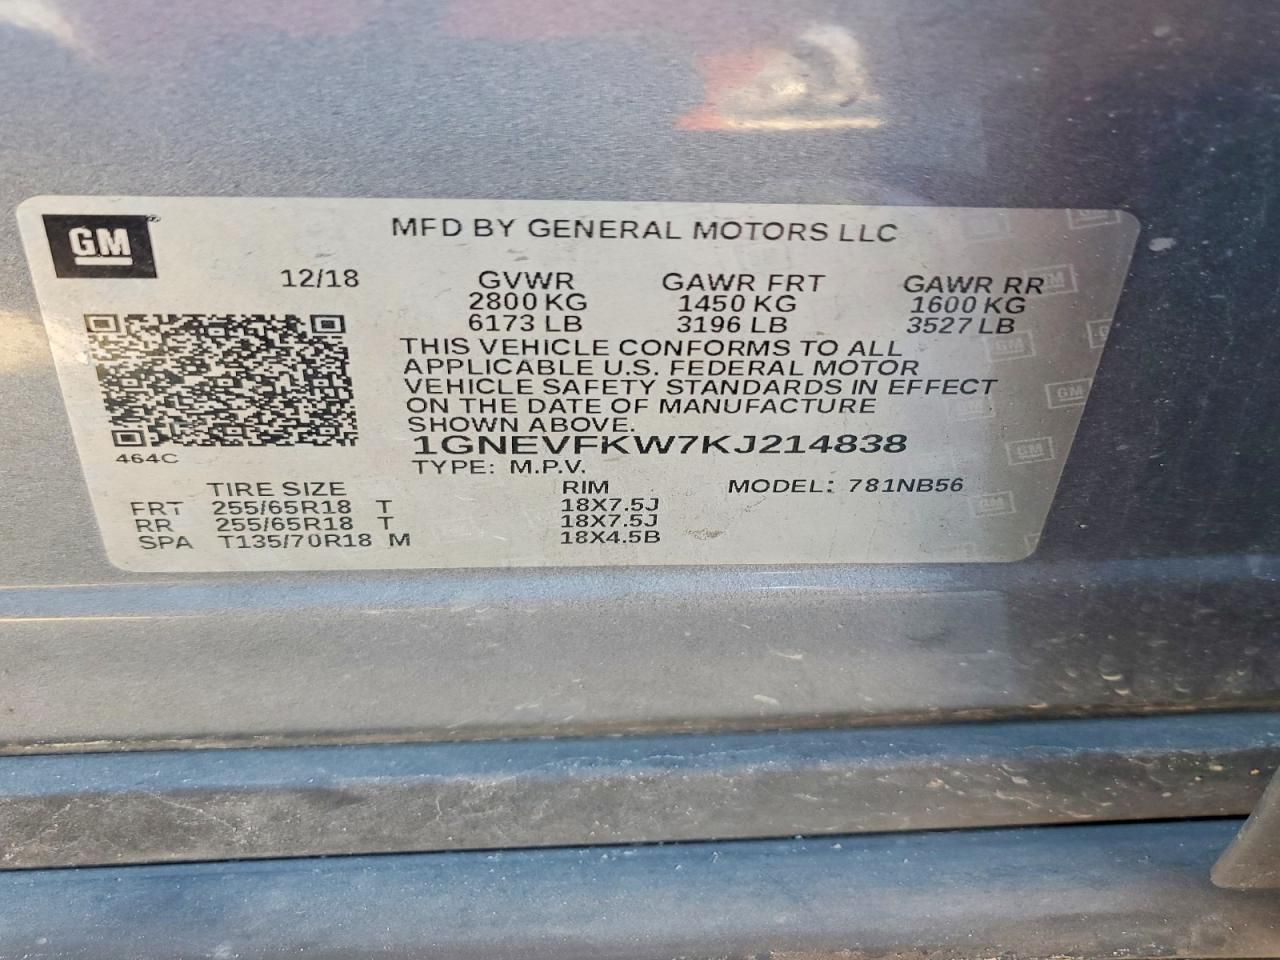 GM
MFD BY GENERAL MOTORS LLC
12/18 GVWR GAWR FRT GAWR RR
2800 KG 1450 KG 1600 KG
6173 LB 3196 LB 3527 LB
THIS VEHICLE CONFORMS TO ALL
APPLICABLE U.S. FEDERAL MOTOR
VEHICLE SAFETY STANDARDS IN EFFECT
ON THE DATE OF MANUFACTURE
SHOWN ABOVE.
1GNEVFKW7KJ214838
464C
TYPE: M.P.V.
TIRE SIZE RIM MODEL: 781NB56
FRT 255/65R18 T 18X7.5J
RR 255/65R18 T 18X7.5J
SPA T135/70R18 M 18X4.5B